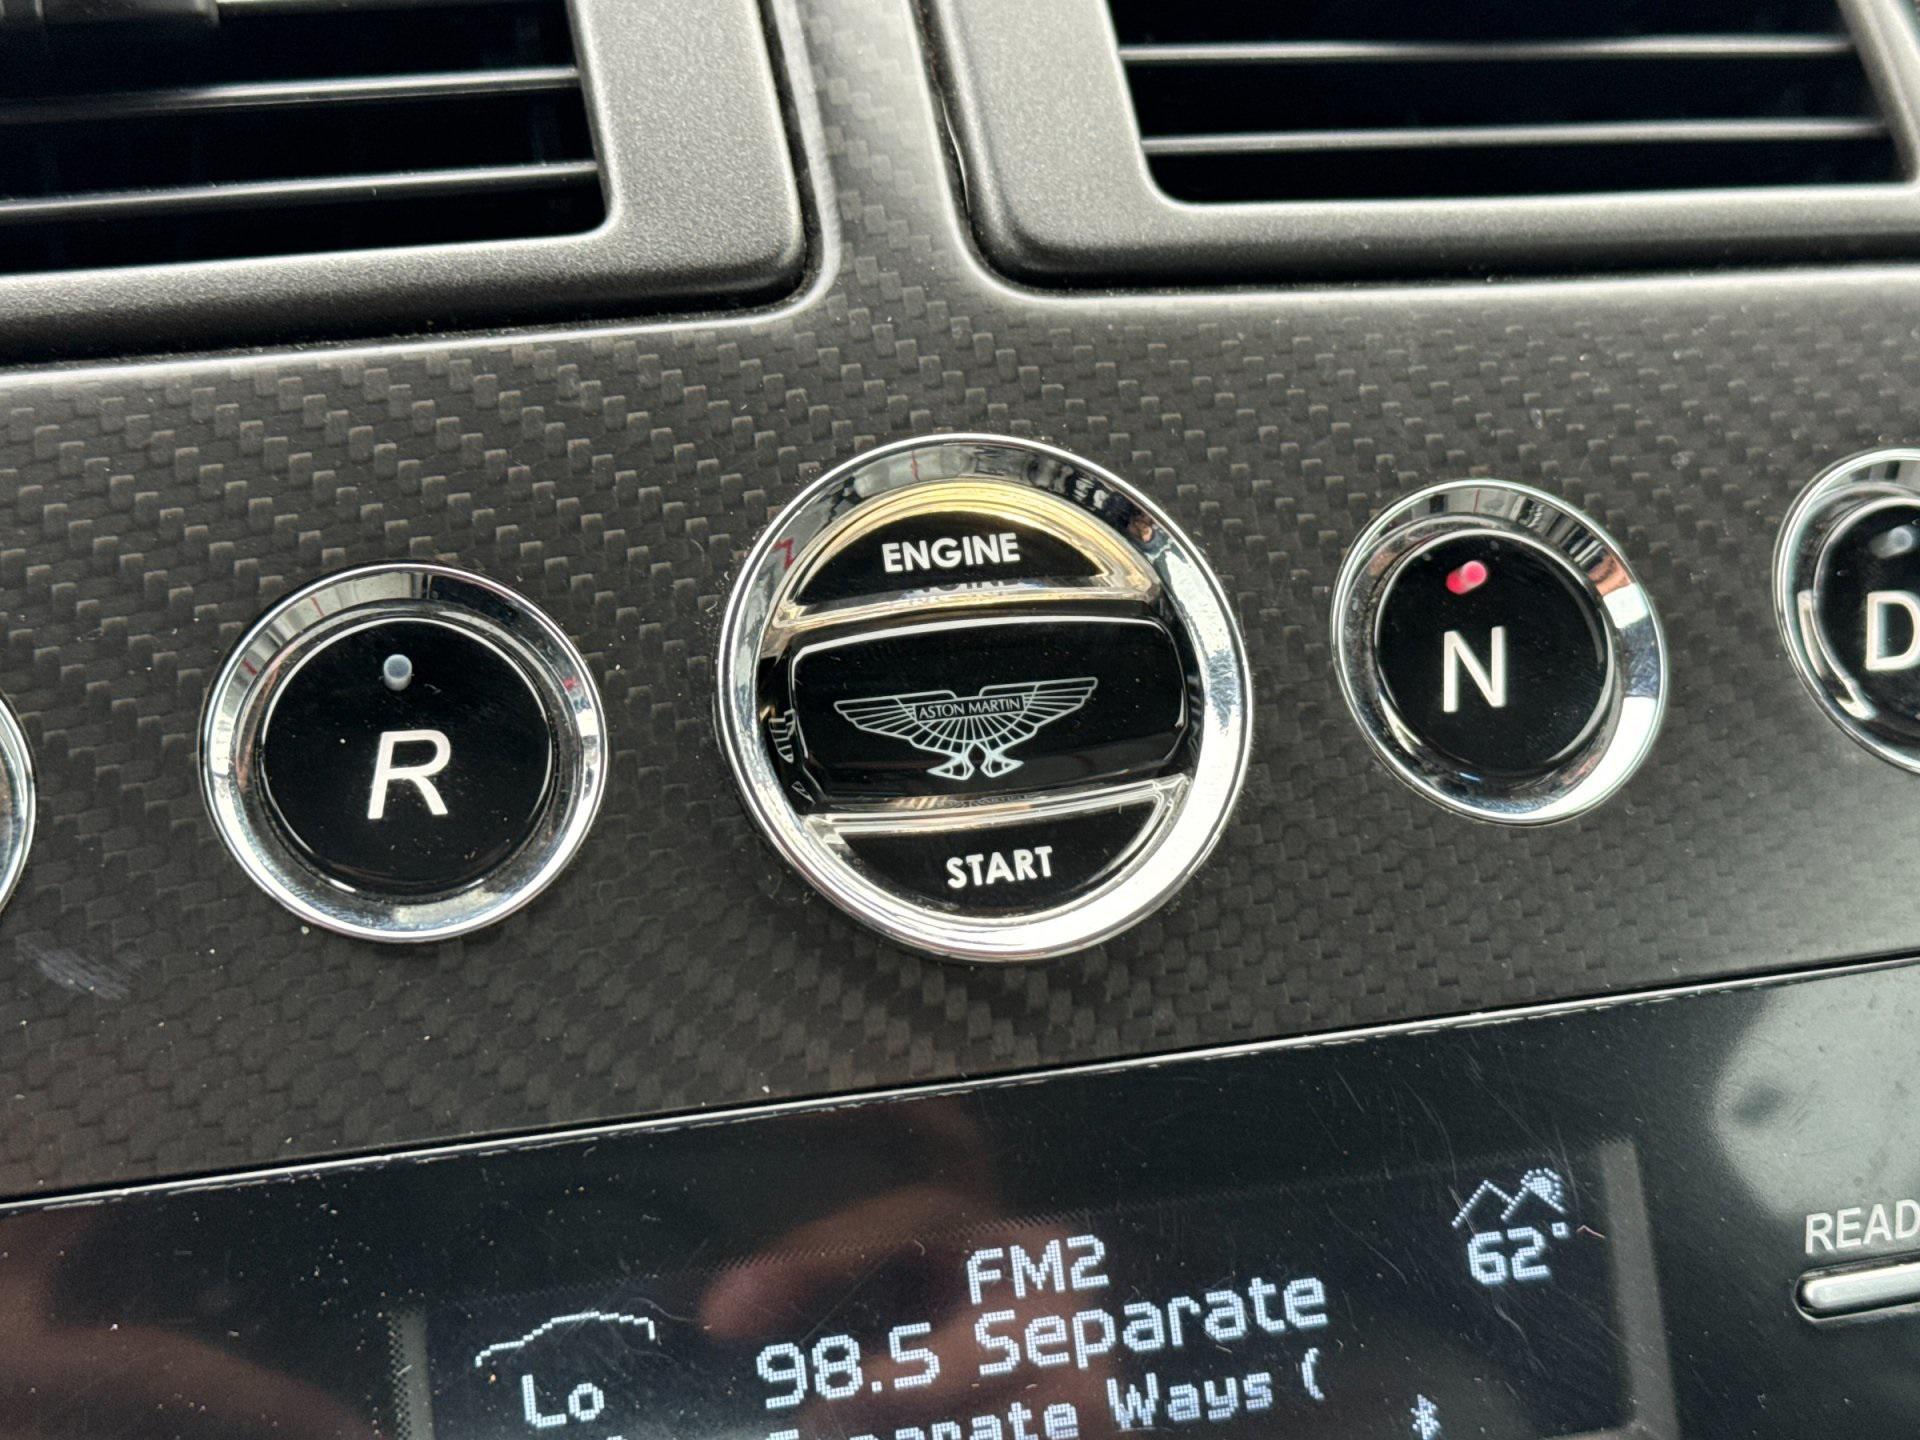 ENGINE
ASTON MARTIN
START
R
N
D
READ
62°
FM2
98.5 Separate
Lo
Separate Ways (